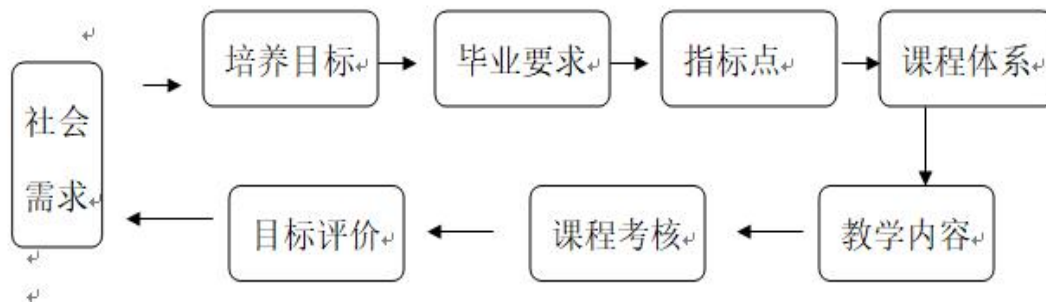 社会
需求
培养目标
毕业要求
指标点
课程体系
教学内容
课程考核
目标评价